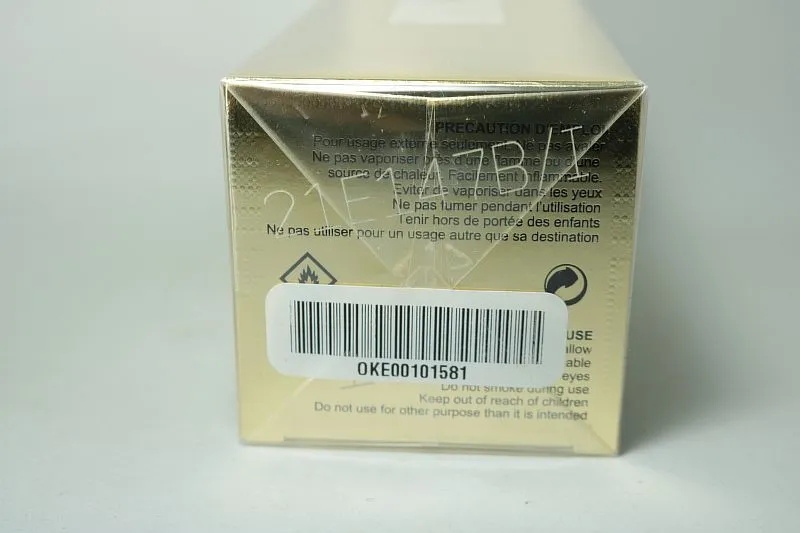 PRECAUTION D'EMPLOI
Pour usage externe seulement. Ne pas avaler
Ne pas vaporiser près d'une flamme ou d'une
source de chaleur. Facilement inflammable.
Eviter de vaporiser dans les yeux
Ne pas fumer pendant l'utilisation
Tenir hors de portée des enfants
Ne pas utiliser pour un usage autre que sa destination
OKE00101581
USE
eyes
Do not smoke during use
Keep out of reach of children
Do not use for other purpose than it is intended